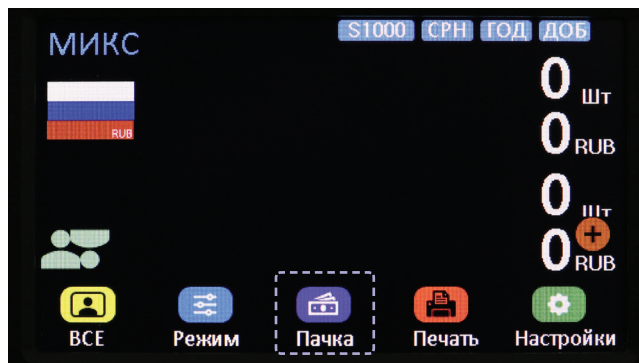 МИКС
S1000 СРН ГОД ДОБ
0 Шт
RUB
0 RUB
0 Шт
0 RUB
ВСЕ Режим Пачка Печать Настройки